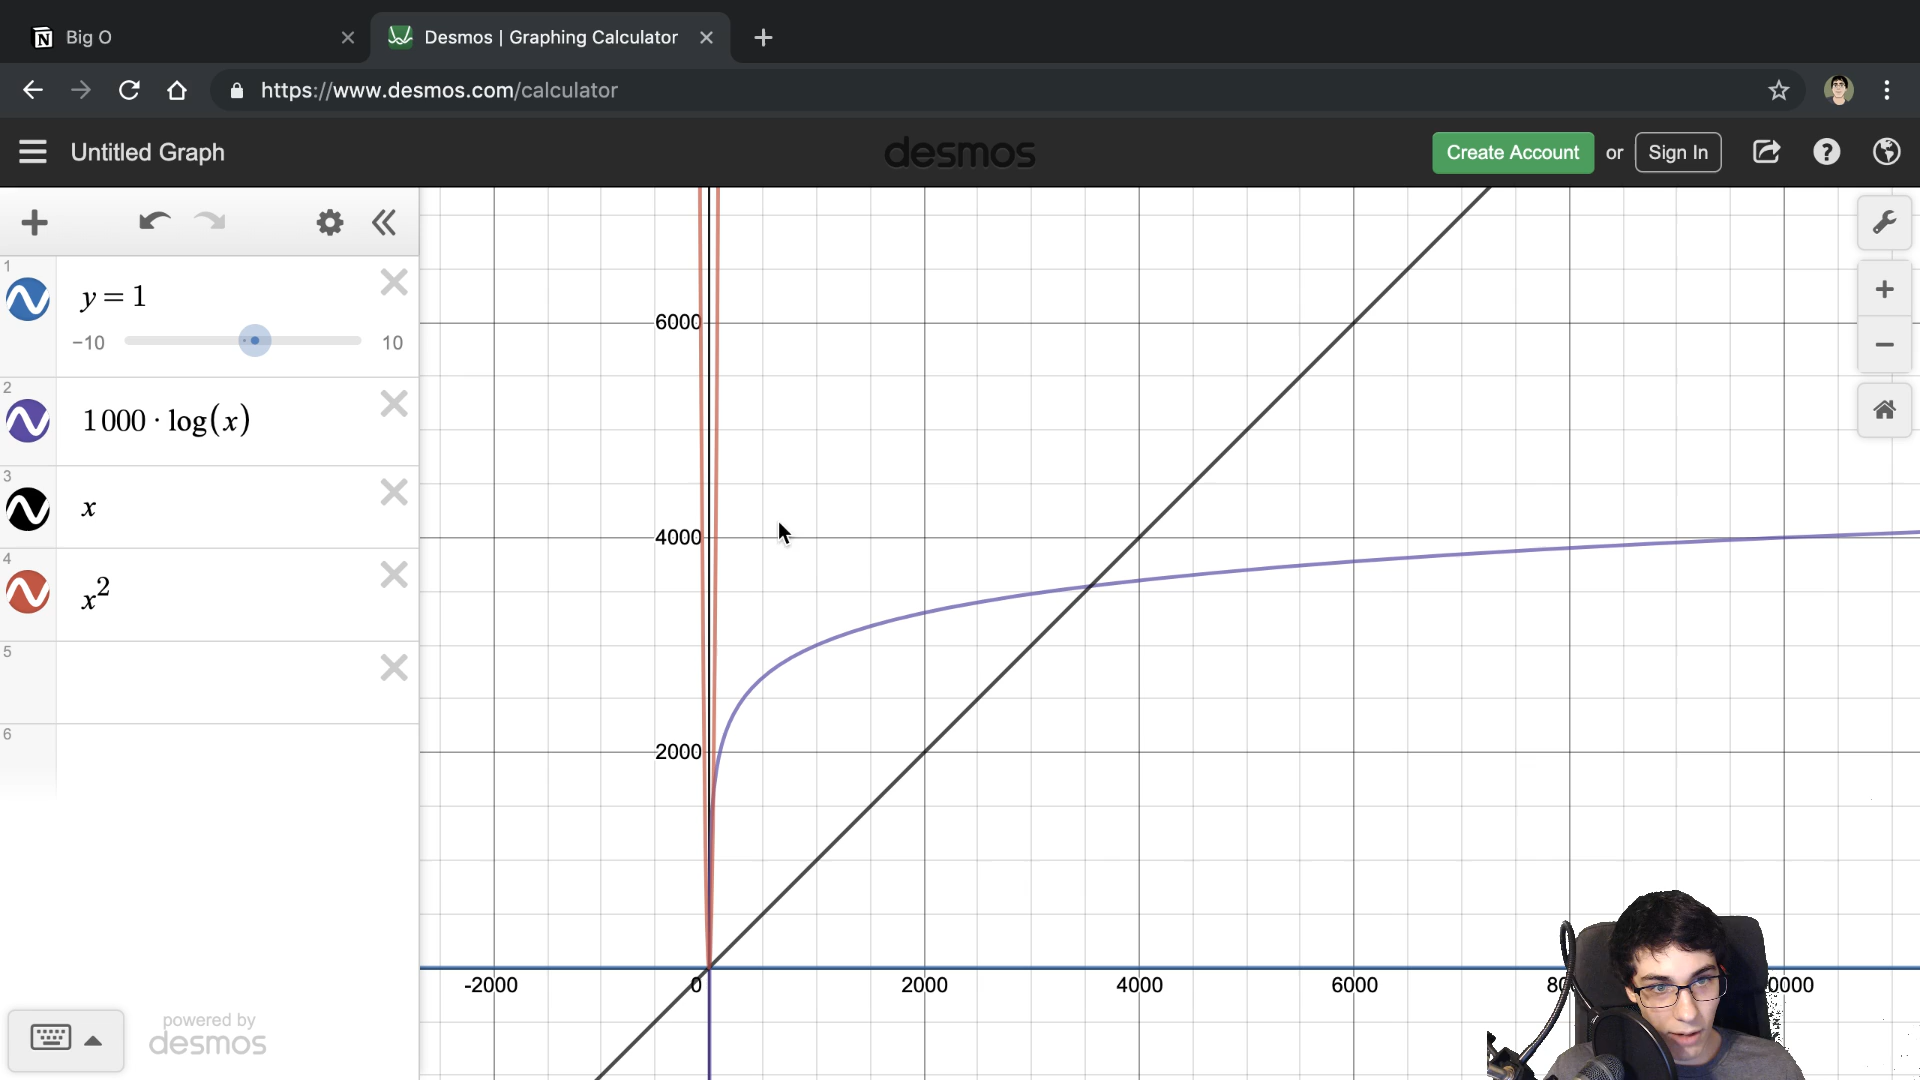 Big O
Desmos | Graphing Calculator
https://www.desmos.com/calculator
Untitled Graph
desmos
Create Account
or
Sign In
1
y = 1
−10
10
2
1000 · log(x)
3
x
4
x²
5
6
powered by
desmos
6000
4000
2000
-2000
0
2000
4000
6000